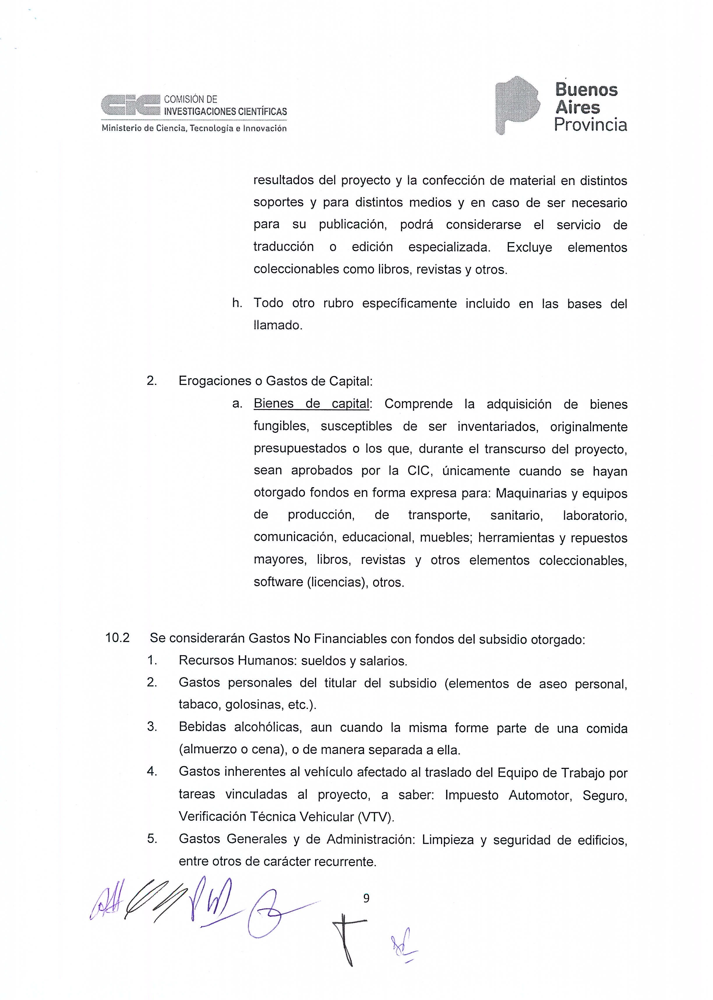 CIC COMISIÓN DE
INVESTIGACIONES CIENTÍFICAS
Ministerio de Ciencia, Tecnología e Innovación
Buenos
Aires
Provincia
resultados del proyecto y la confección de material en distintos
soportes y para distintos medios y en caso de ser necesario
para su publicación, podrá considerarse el servicio de
traducción o edición especializada. Excluye elementos
coleccionables como libros, revistas y otros.
h. Todo otro rubro específicamente incluido en las bases del
llamado.
2. Erogaciones o Gastos de Capital:
a. Bienes de capital: Comprende la adquisición de bienes
fungibles, susceptibles de ser inventariados, originalmente
presupuestados o los que, durante el transcurso del proyecto,
sean aprobados por la CIC, únicamente cuando se hayan
otorgado fondos en forma expresa para: Maquinarias y equipos
de producción, de transporte, sanitario, laboratorio,
comunicación, educacional, muebles; herramientas y repuestos
mayores, libros, revistas y otros elementos coleccionables,
software (licencias), otros.
10.2 Se considerarán Gastos No Financiables con fondos del subsidio otorgado:
1. Recursos Humanos: sueldos y salarios.
2. Gastos personales del titular del subsidio (elementos de aseo personal,
tabaco, golosinas, etc.).
3. Bebidas alcohólicas, aun cuando la misma forme parte de una comida
(almuerzo o cena), o de manera separada a ella.
4. Gastos inherentes al vehículo afectado al traslado del Equipo de Trabajo por
tareas vinculadas al proyecto, a saber: Impuesto Automotor, Seguro,
Verificación Técnica Vehicular (VTV).
5. Gastos Generales y de Administración: Limpieza y seguridad de edificios,
entre otros de carácter recurrente.
9